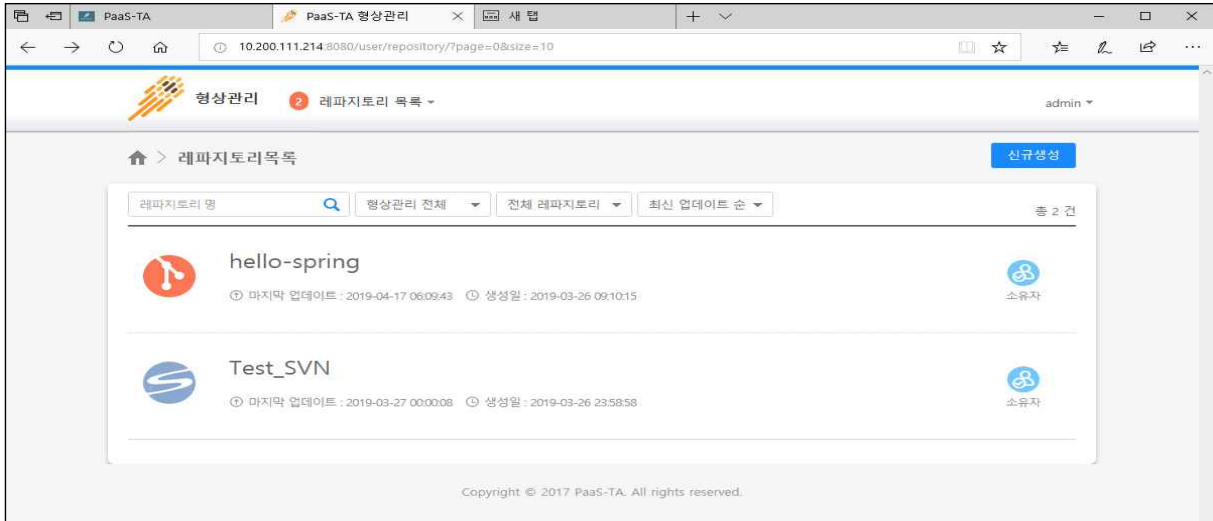 PaaS-TA
PaaS-TA 형상관리
새 탭
10.200.111.214:8080/user/repository/?page=0&size=10
형상관리
2 레파지토리 목록
admin
레파지토리목록
신규생성
레파지토리 명
형상관리 전체
전체 레파지토리
최신 업데이트 순
총 2 건
hello-spring
마지막 업데이트 : 2019-04-17 06:09:43 생성일 : 2019-03-26 09:10:15
소유자
Test_SVN
마지막 업데이트 : 2019-03-27 00:00:08 생성일 : 2019-03-26 23:58:58
소유자
Copyright © 2017 PaaS-TA. All rights reserved.